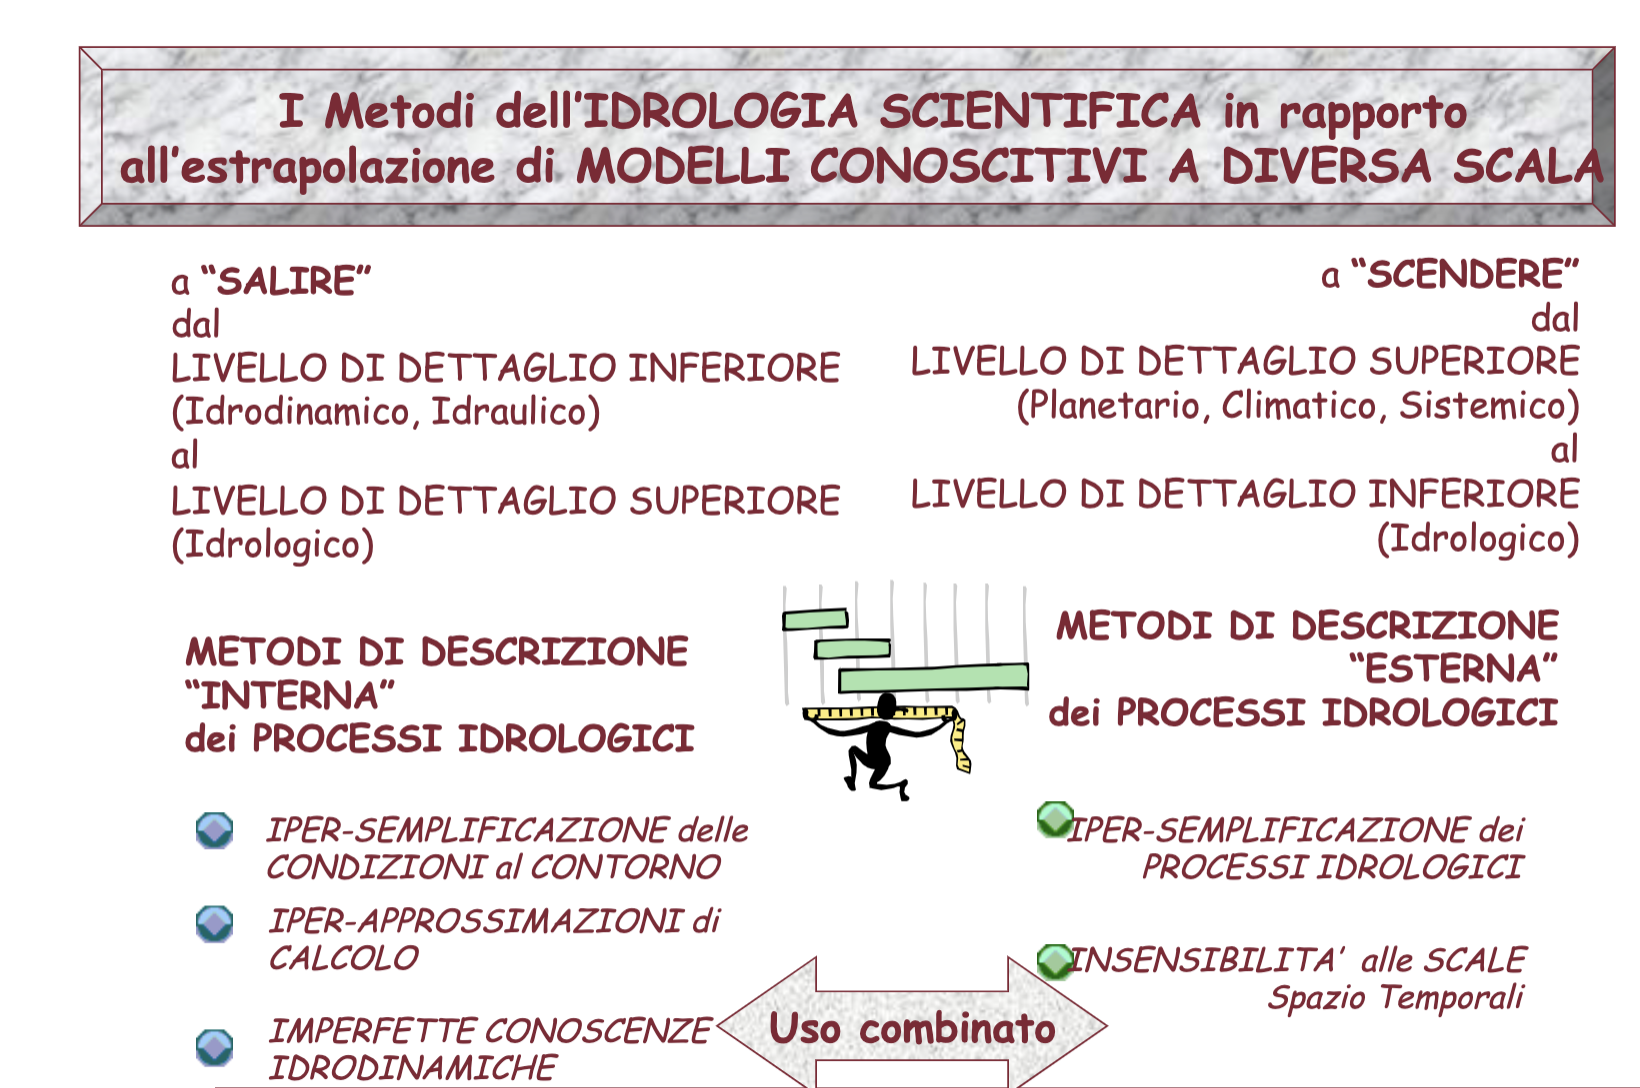 I Metodi dell'IDROLOGIA SCIENTIFICA in rapporto
all'estrapolazione di MODELLI CONOSCITIVI A DIVERSA SCALA
a “SALIRE”
dal
LIVELLO DI DETTAGLIO INFERIORE
(Idrodinamico, Idraulico)
al
LIVELLO DI DETTAGLIO SUPERIORE
(Idrologico)
a “SCENDERE”
dal
LIVELLO DI DETTAGLIO SUPERIORE
(Planetario, Climatico, Sistemico)
al
LIVELLO DI DETTAGLIO INFERIORE
(Idrologico)
METODI DI DESCRIZIONE
“INTERNA”
dei PROCESSI IDROLOGICI
METODI DI DESCRIZIONE
“ESTERNA”
dei PROCESSI IDROLOGICI
IPER-SEMPLIFICAZIONE delle
CONDIZIONI al CONTORNO
IPER-APPROSSIMAZIONI di
CALCOLO
IMPERFETTE CONOSCENZE
IDRODINAMICHE
IPER-SEMPLIFICAZIONE dei
PROCESSI IDROLOGICI
INSENSIBILITA' alle SCALE
Spazio Temporali
Uso combinato